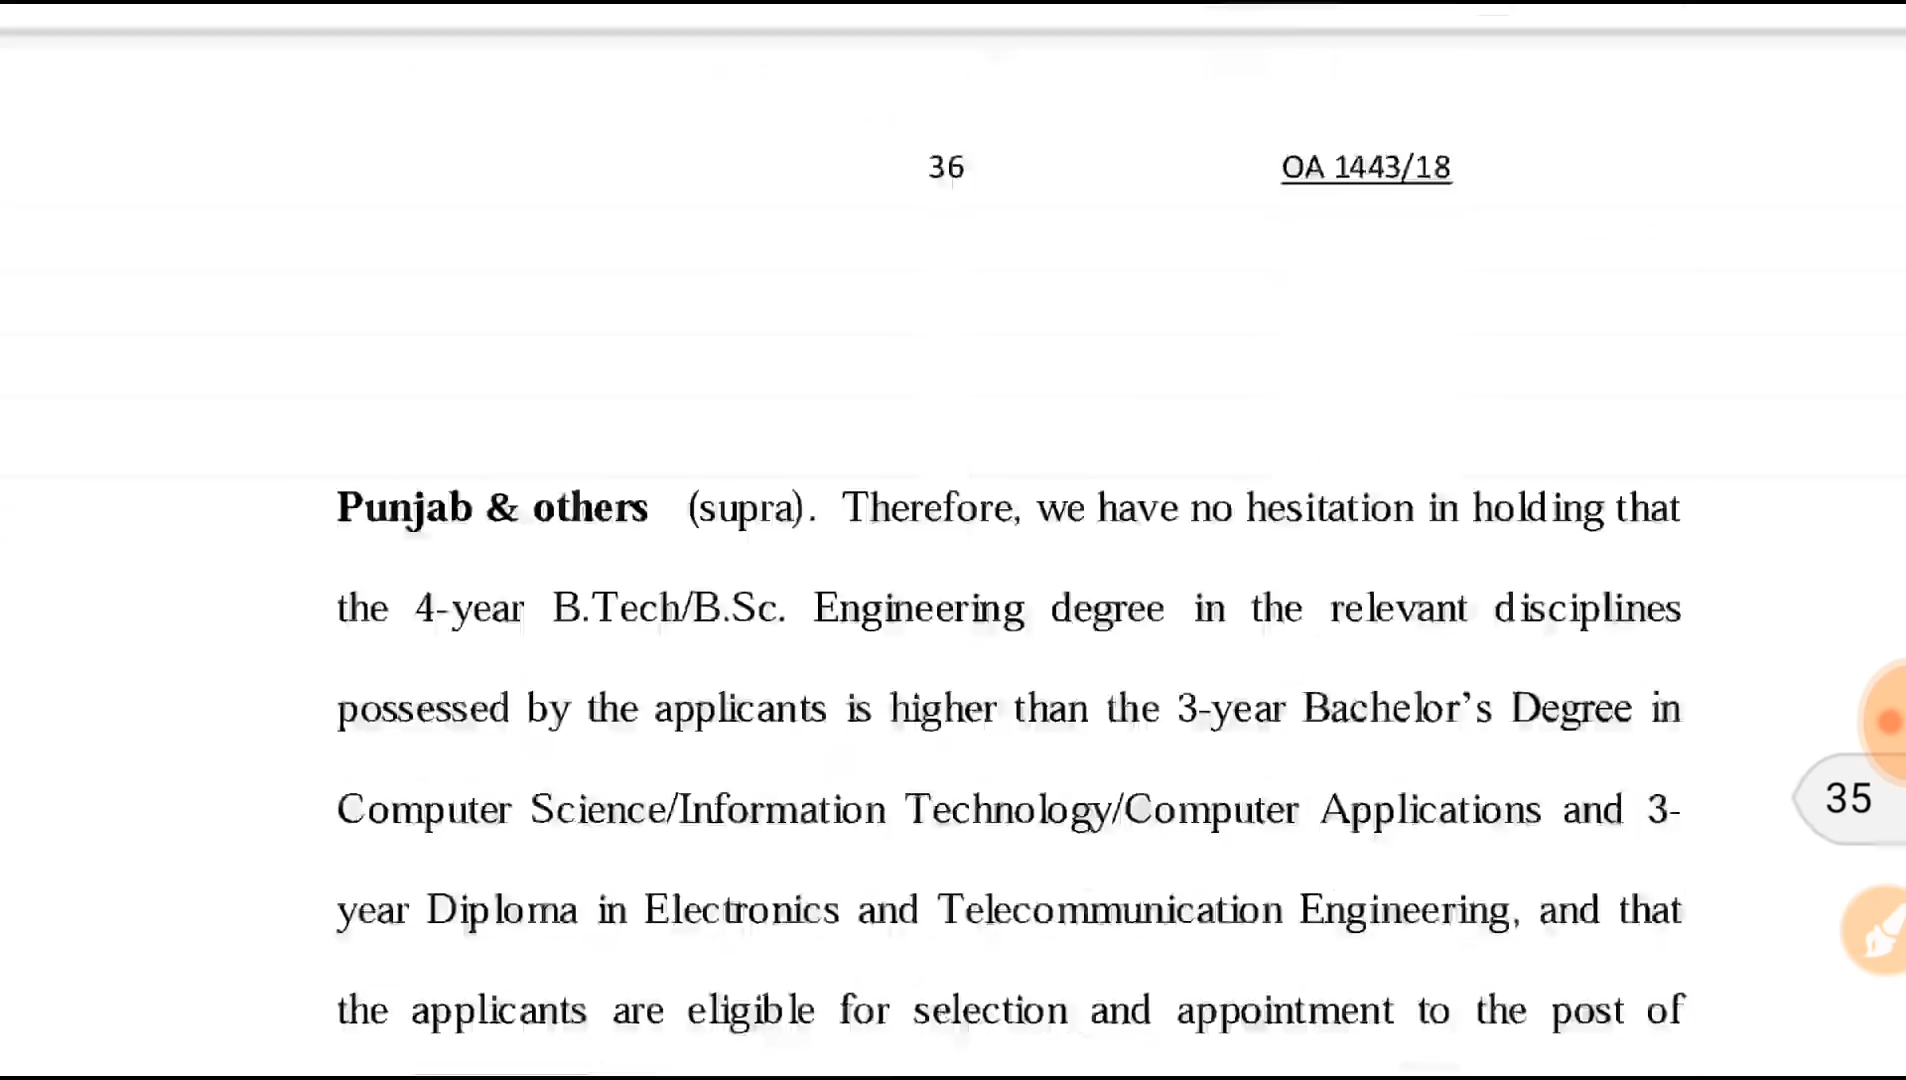 36 OA 1443/18
Punjab & others (supra). Therefore, we have no hesitation in holding that
the 4-year B.Tech/B.Sc. Engineering degree in the relevant disciplines
possessed by the applicants is higher than the 3-year Bachelor’s Degree in
Computer Science/Information Technology/Computer Applications and 3-
35
year Diploma in Electronics and Telecommunication Engineering, and that
the applicants are eligible for selection and appointment to the post of